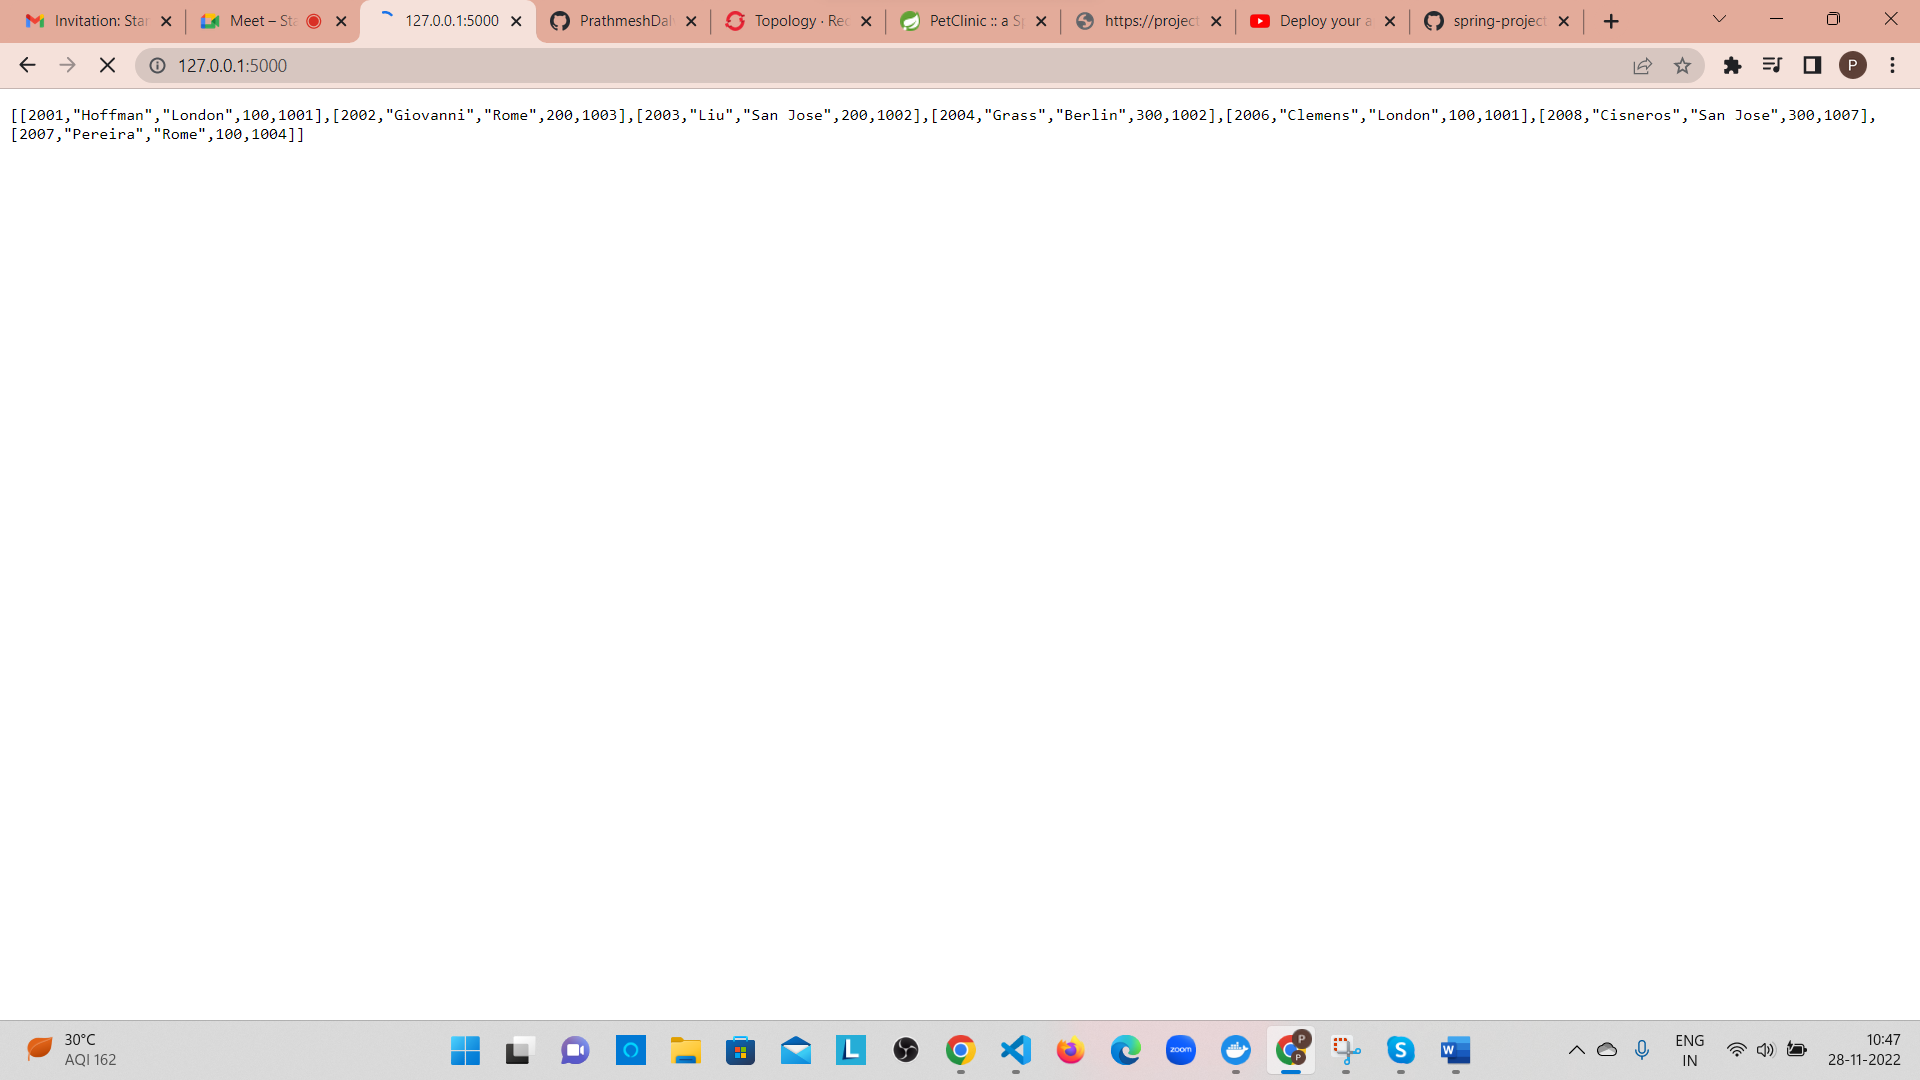 Invitation: Star
Meet – Sta
127.0.0.1:5000
PrathmeshDal
Topology · Rec
PetClinic :: a S
https://project
Deploy your a
spring-project
127.0.0.1:5000
P
[[2001,"Hoffman","London",100,1001],[2002,"Giovanni","Rome",200,1003],[2003,"Liu","San Jose",200,1002],[2004,"Grass","Berlin",300,1002],[2006,"Clemens","London",100,1001],[2008,"Cisneros","San Jose",300,1007],
[2007,"Pereira","Rome",100,1004]]
30°C
AQI 162
L
zoom
P
P
S
W
ENG
IN
10:47
28-11-2022